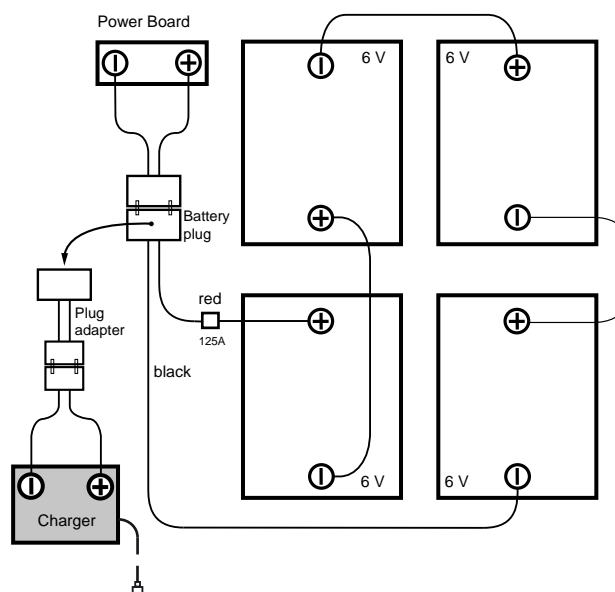 Power Board
6 V
6 V
Battery
plug
red
125A
Plug
adapter
black
6 V
6 V
Charger